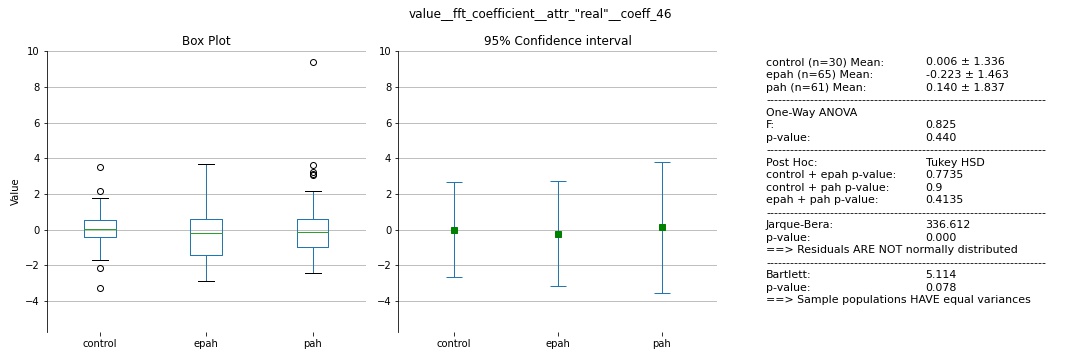 value__fft_coefficient__attr_"real"__coeff_46
Box Plot
10
8
6
4
2
0
−2
−4
Value
control
epah
pah
95% Confidence interval
10
8
6
4
2
0
−2
−4
control
epah
pah
control (n=30) Mean: 0.006 ± 1.336
epah (n=65) Mean: -0.223 ± 1.463
pah (n=61) Mean: 0.140 ± 1.837
One-Way ANOVA
F: 0.825
p-value: 0.440
Post Hoc: Tukey HSD
control + epah p-value: 0.7735
control + pah p-value: 0.9
epah + pah p-value: 0.4135
Jarque-Bera: 336.612
p-value: 0.000
==> Residuals ARE NOT normally distributed
Bartlett: 5.114
p-value: 0.078
==> Sample populations HAVE equal variances